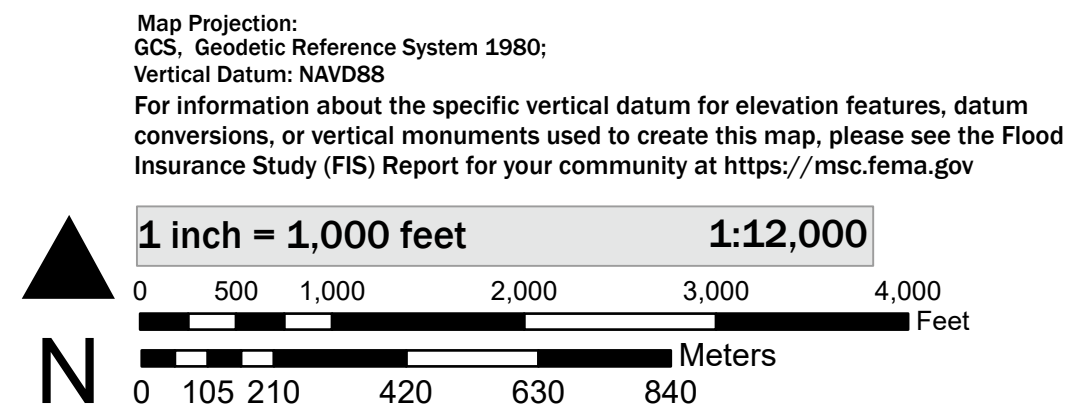 Map Projection:
GCS, Geodetic Reference System 1980;
Vertical Datum: NAVD88
For information about the specific vertical datum for elevation features, datum
conversions, or vertical monuments used to create this map, please see the Flood
Insurance Study (FIS) Report for your community at https://msc.fema.gov
1 inch = 1,000 feet 1:12,000
0 500 1,000 2,000 3,000 4,000
Feet
N
Meters
0 105 210 420 630 840